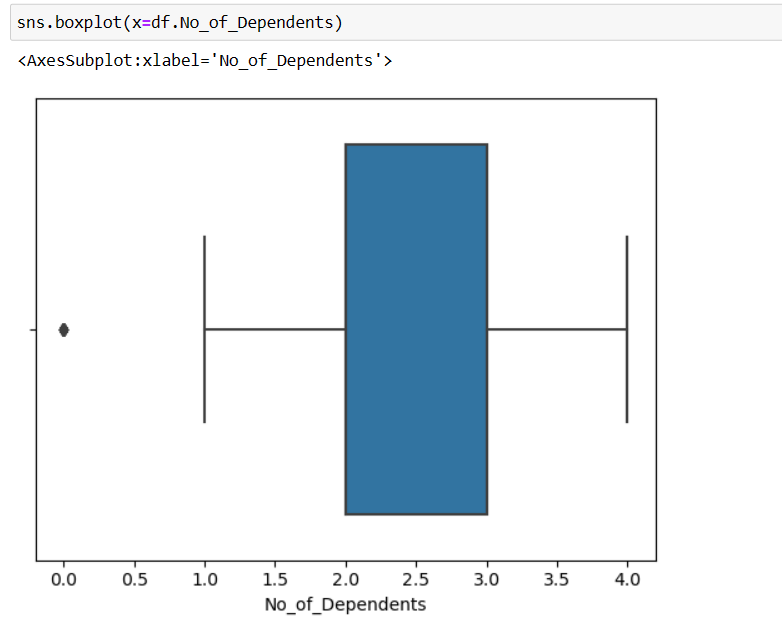 sns.boxplot(x=df.No_of_Dependents)
<AxesSubplot:xlabel='No_of_Dependents'>
0.0 0.5 1.0 1.5 2.0 2.5 3.0 3.5 4.0
No_of_Dependents